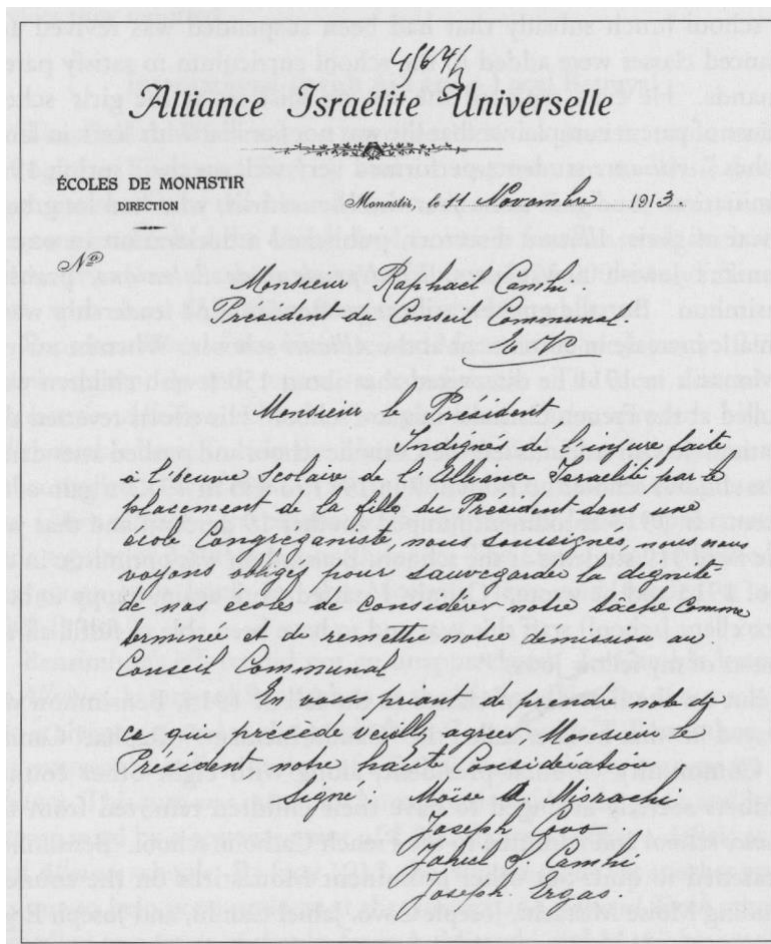 Alliance Israélite Universelle
ÉCOLES DE MONASTIR
DIRECTION
Monastir, le 11 Novembre 1913.
Nº
Monsieur Raphaël Camhi
Président du Conseil Communal
Monsieur le Président
Indignés de l'injure faite
à l'œuvre scolaire de l'Alliance Israélite par le
placement de la fille du Président dans une
école Congréganiste nous soussignés, nous nous
voyons obligés pour sauvegarder la dignité
de nos écoles de considérer notre tâche comme
terminée et de remettre notre démission au
Conseil Communal
En vous priant de prendre note de
ce qui précède veuillez agréer, Monsieur le
Président notre haute Considération
Signé: Moïse A. Misrachi
Joseph Covo
Jahiel J. Camhi
Joseph Ergas